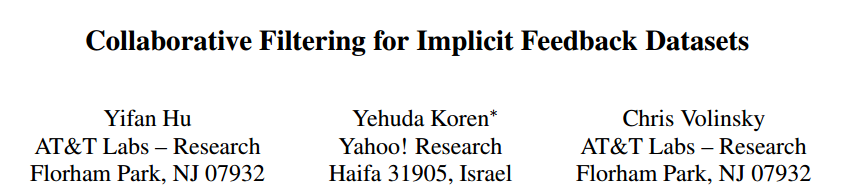 Collaborative Filtering for Implicit Feedback Datasets
Yifan Hu
AT&T Labs – Research
Florham Park, NJ 07932
Yehuda Koren*
Yahoo! Research
Haifa 31905, Israel
Chris Volinsky
AT&T Labs – Research
Florham Park, NJ 07932